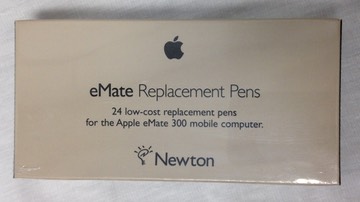 eMate Replacement Pens
24 low-cost replacement pens
for the Apple eMate 300 mobile computer.
Newton